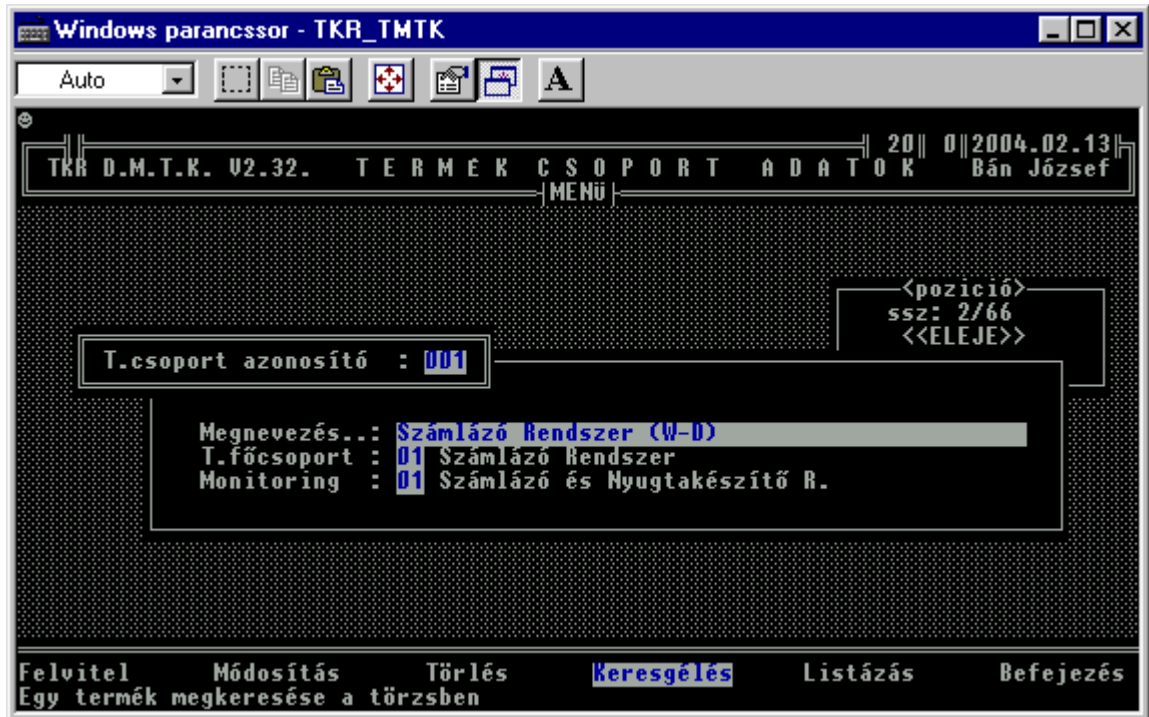 Windows parancssor - TKR_TMTK
Auto
A
20 0 2004.02.13
TKR D.M.T.K. V2.32. T E R M É K C S O P O R T A D A T O K Bán József
MENü
<pozició>
ssz: 2/66
<<ELEJE>>
T.csoport azonosító : 001
Megnevezés..: Számlázó Rendszer (W-D)
T.főcsoport : 01 Számlázó Rendszer
Monitoring : 01 Számlázó és Nyugtakészítő R.
Felvitel Módosítás Törlés Keresgélés Listázás Befejezés
Egy termék megkeresése a törzsben